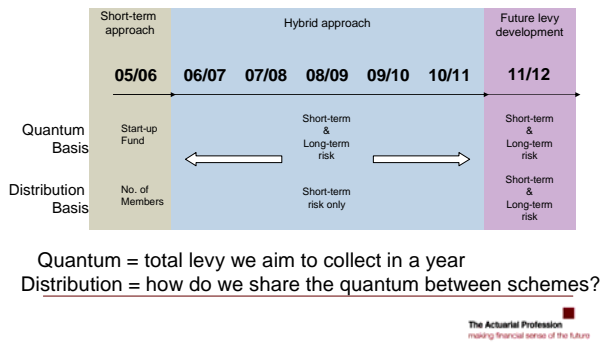 Short-term
approach
Hybrid approach
Future levy
development
05/06 06/07 07/08 08/09 09/10 10/11 11/12
Quantum
Basis
Start-up
Fund
Short-term
&
Long-term
risk
Short-term
&
Long-term
risk
Distribution
Basis
No. of
Members
Short-term
risk only
Short-term
&
Long-term
risk
Quantum = total levy we aim to collect in a year
Distribution = how do we share the quantum between schemes?
The Actuarial Profession
making financial sense of the future